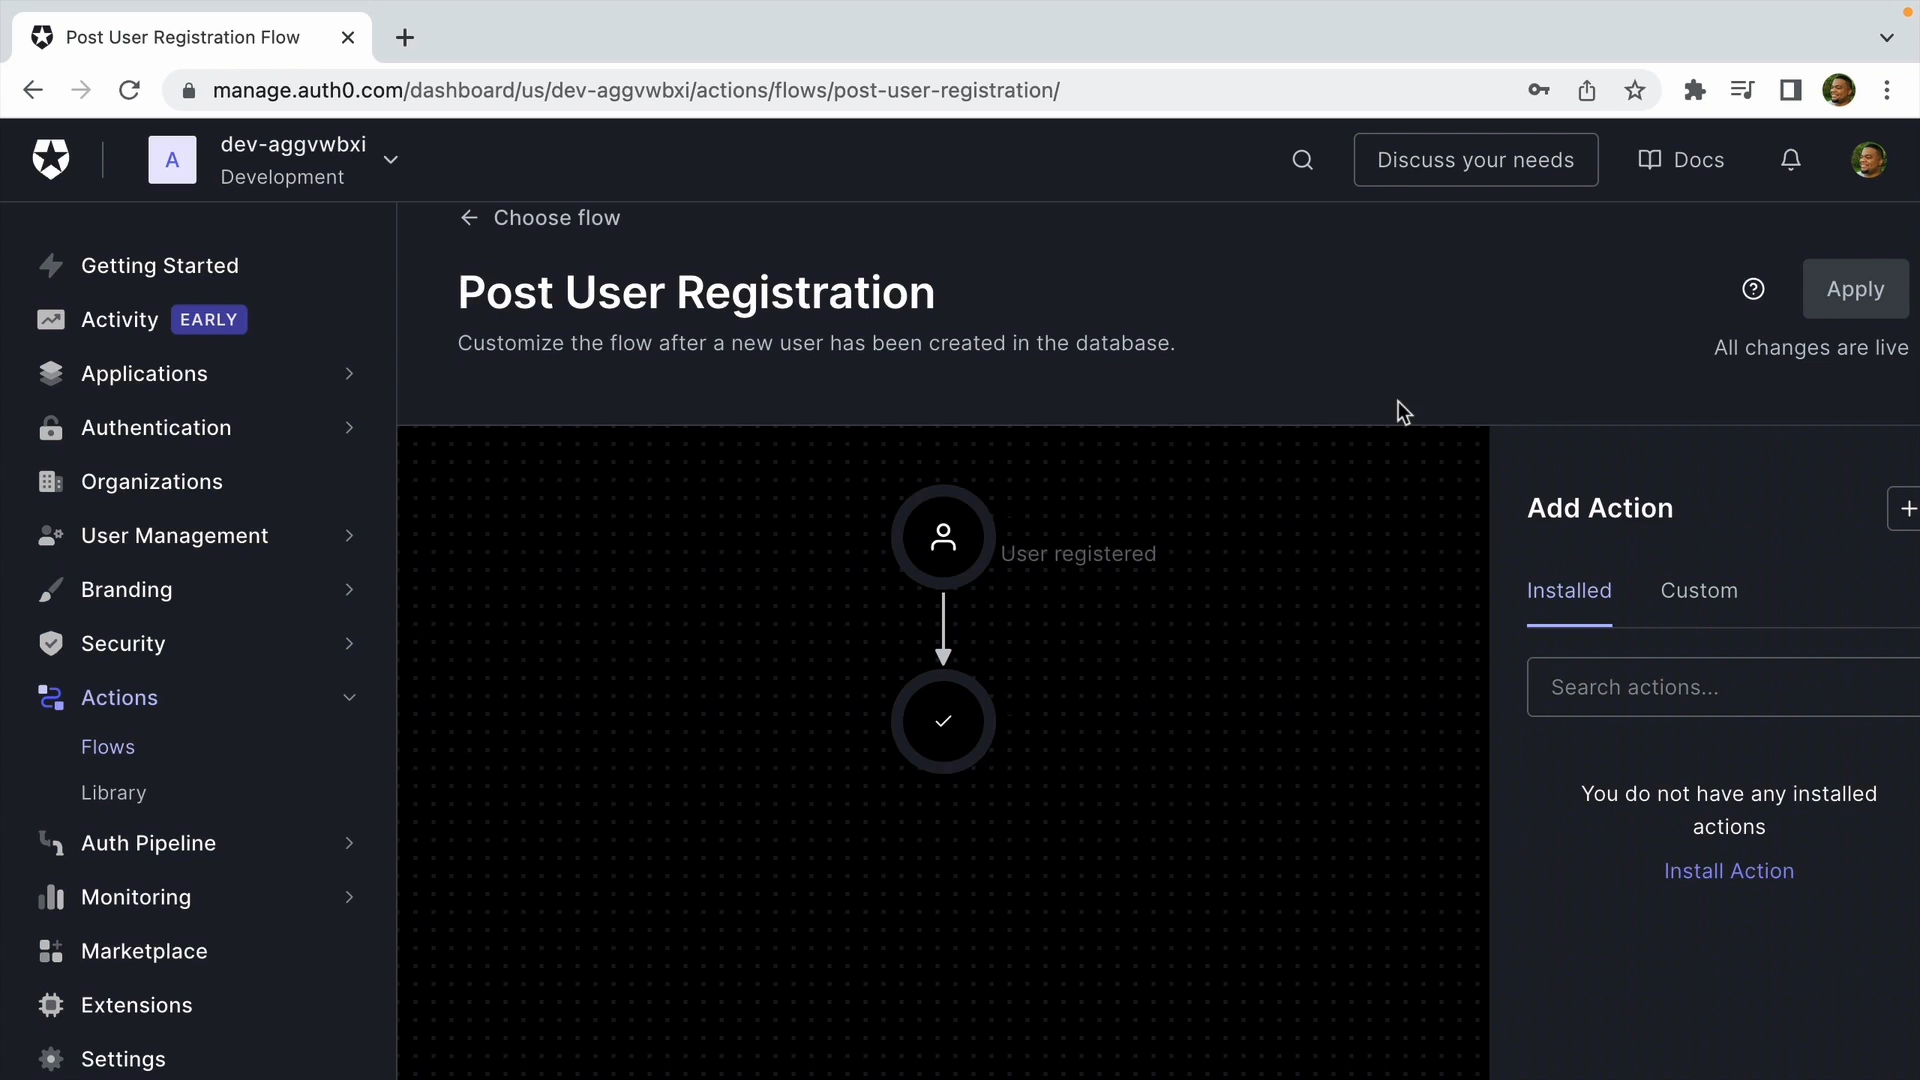 Post User Registration Flow
manage.auth0.com/dashboard/us/dev-aggvwbxi/actions/flows/post-user-registration/
A
dev-aggvwbxi
Development
Discuss your needs
Docs
Getting Started
Activity EARLY
Applications
Authentication
Organizations
User Management
Branding
Security
Actions
Flows
Library
Auth Pipeline
Monitoring
Marketplace
Extensions
Settings
Choose flow
Post User Registration
Customize the flow after a new user has been created in the database.
Apply
All changes are live
User registered
Add Action
Installed Custom
Search actions...
You do not have any installed
actions
Install Action